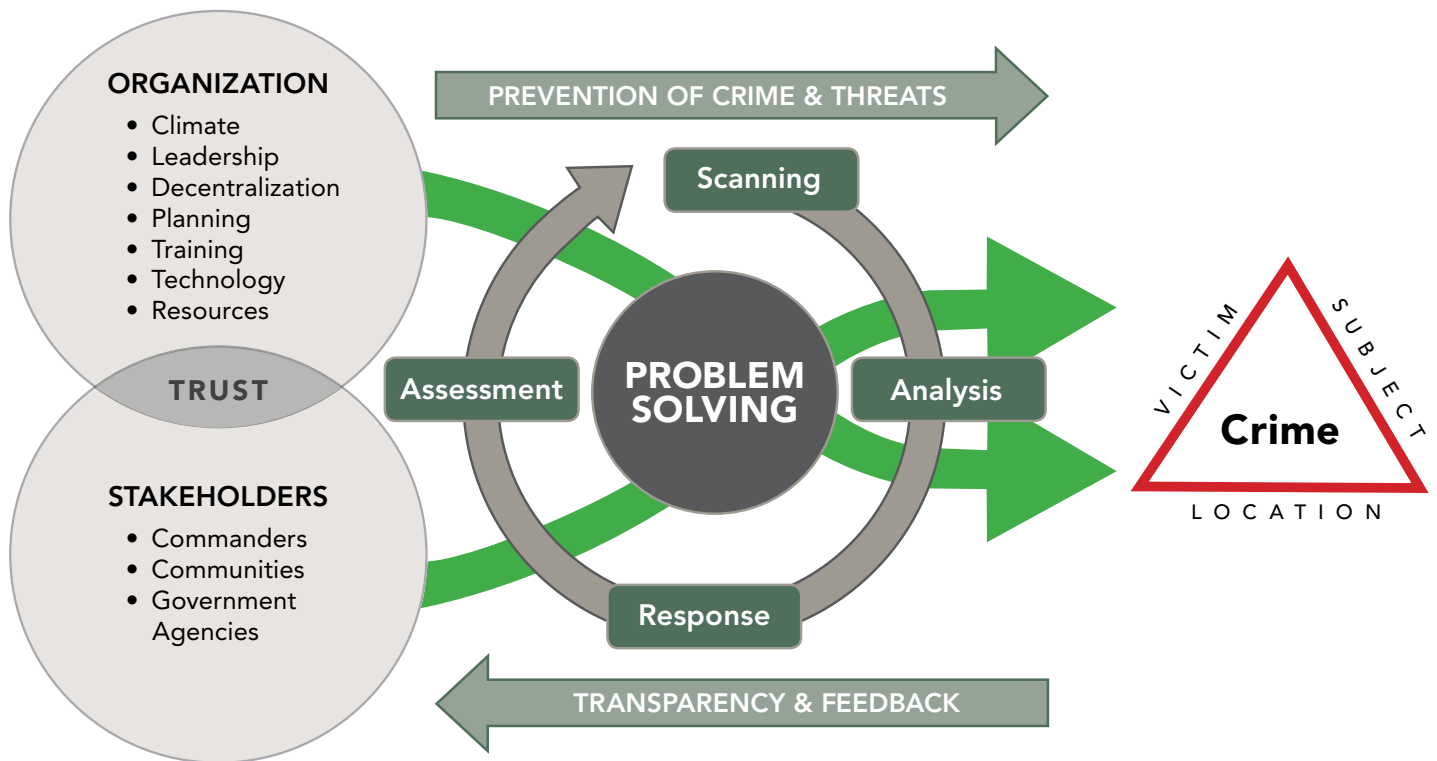 ORGANIZATION
• Climate
• Leadership
• Decentralization
• Planning
• Training
• Technology
• Resources
TRUST
STAKEHOLDERS
• Commanders
• Communities
• Government
Agencies
PREVENTION OF CRIME & THREATS
Scanning
Assessment
PROBLEM
SOLVING
Analysis
Response
TRANSPARENCY & FEEDBACK
VICTIM
SUBJECT
Crime
LOCATION